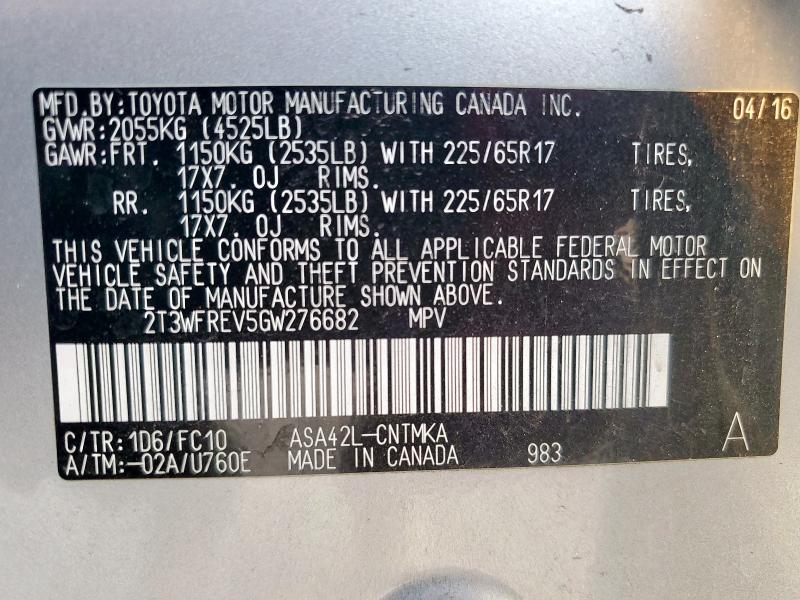 MFD.BY:TOYOTA MOTOR MANUFACTURING CANADA INC. 04/16
GVWR:2055KG (4525LB)
GAWR:FRT. 1150KG (2535LB) WITH 225/65R17 TIRES,
17X7. 0J RIMS.
RR. 1150KG (2535LB) WITH 225/65R17 TIRES,
17X7. 0J RIMS.
THIS VEHICLE CONFORMS TO ALL APPLICABLE FEDERAL MOTOR
VEHICLE SAFETY AND THEFT PREVENTION STANDARDS IN EFFECT ON
THE DATE OF MANUFACTURE SHOWN ABOVE.
2T3WFREV5GW276682 MPV
C/TR:1D6/FC10 ASA42L-CNTMKA
A/TM:-02A/U760E MADE IN CANADA 983 A